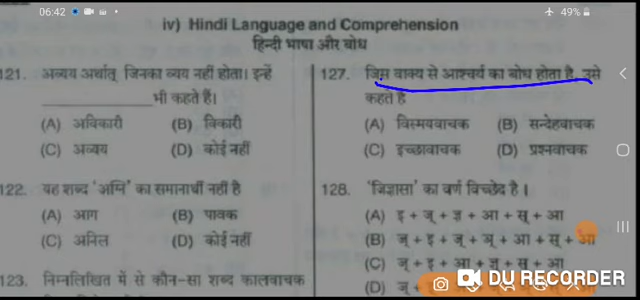 06:42
49%
iv) Hindi Language and Comprehension
हिन्दी भाषा और बोध
121. अव्यय अर्थात् जिनका व्यय नहीं होता। इन्हें
____________ भी कहते हैं।
(A) अविकारी (B) विकारी
(C) अव्यय (D) कोई नहीं
122. यह शब्द 'अग्नि' का समानार्थी नहीं है
(A) आग (B) पावक
(C) अनिल (D) कोई नहीं
123. निम्नलिखित में से कौन-सा शब्द कालवाचक
127. जिस वाक्य से आश्चर्य का बोध होता है, उसे
कहते है
(A) विस्मयवाचक (B) सन्देहवाचक
(C) इच्छावाचक (D) प्रश्नवाचक
128. 'जिज्ञासा' का वर्ण विच्छेद है ।
(A) इ + ज् + ज्ञ + आ + स् + आ
(B) ज् + इ + ज् + ञ् + आ + स् + आ
(C) ज् + इ + आ + ज्ञ + स् + आ
(D) ज् +
DU RECORDER